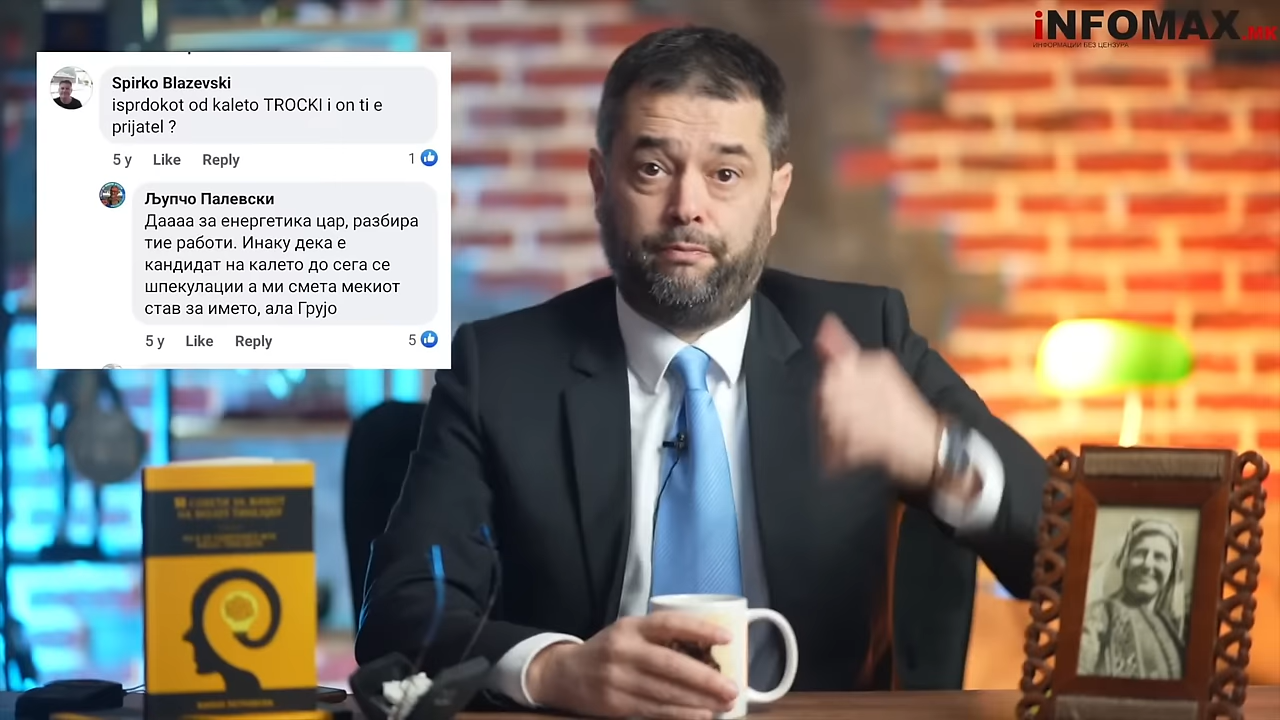 Spirko Blazevski
isprdokot od kaleto TROCKI i on ti e
prijatel ?
5 y Like Reply
1
Љупчо Палевски
Даааа за енергетика цар, разбира
тие работи. Инаку дека е
кандидат на калето до сега се
шпекулации а ми смета мекиот
став за името, ала Грујо
5 y Like Reply
5
iNFOMAX.MK
ИНФОРМАЦИИ БЕЗ ЦЕНЗУРА